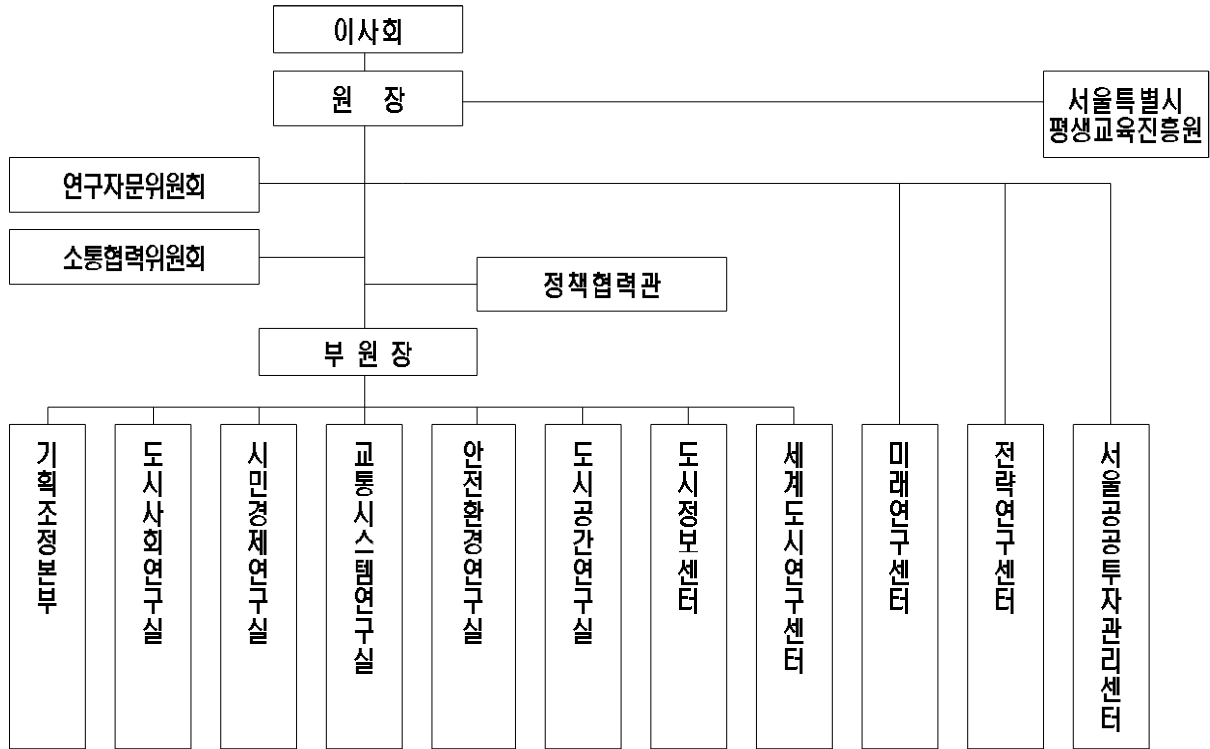 이사회
원 장
서울특별시
평생교육진흥원
연구자문위원회
소통협력위원회
정책협력관
부 원 장
기획조정본부
도시사회연구실
시민경제연구실
교통시스템연구실
안전환경연구실
도시공간연구실
도시정보센터
세계도시연구센터
미래연구센터
전략연구센터
서울공공투자관리센터